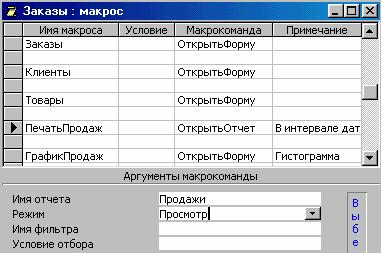 Заказы : макрос
Имя макроса Условие Макрокоманда Примечание
Заказы ОткрытьФорму
Клиенты ОткрытьФорму
Товары ОткрытьФорму
ПечатьПродаж ОткрытьОтчет В интервале дат
ГрафикПродаж ОткрытьФорму Гистограмма
Аргументы макрокоманды
Имя отчета Продажи
Режим Просмотр
Имя фильтра
Условие отбора
В
ы
б
е